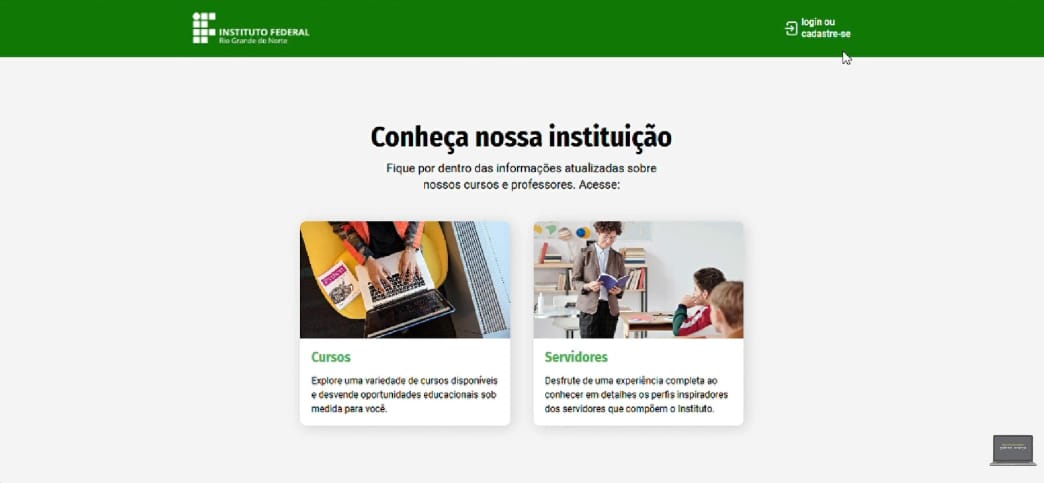 INSTITUTO FEDERAL
Rio Grande do Norte
login ou
cadastre-se
Conheça nossa instituição
Fique por dentro das informações atualizadas sobre
nossos cursos e professores. Acesse:
Cursos
Explore uma variedade de cursos disponíveis
e desvende oportunidades educacionais sob
medida para você.
Servidores
Desfrute de uma experiência completa ao
conhecer em detalhes os perfis inspiradores
dos servidores que compõem o Instituto.